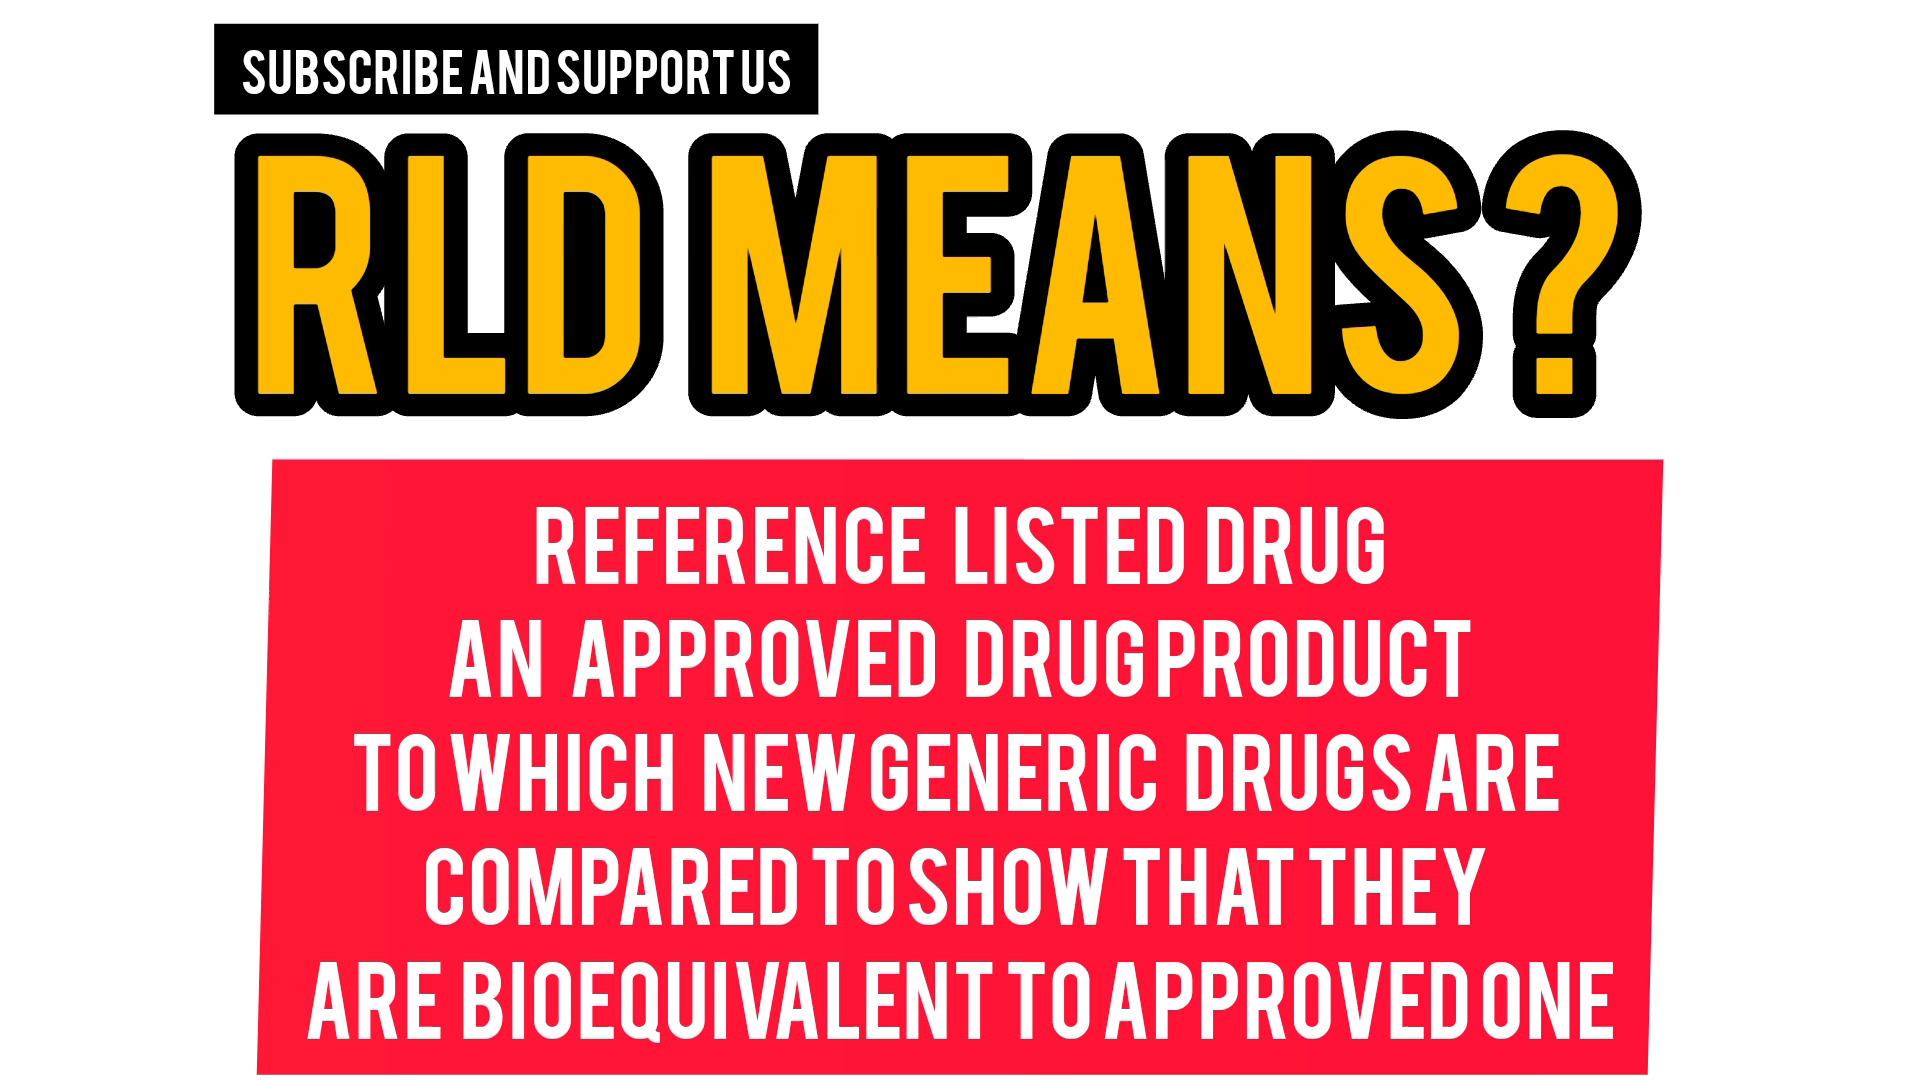 SUBSCRIBE AND SUPPORT US
RLD MEANS?
REFERENCE LISTED DRUG
AN APPROVED DRUG PRODUCT
TO WHICH NEW GENERIC DRUGS ARE
COMPARED TO SHOW THAT THEY
ARE BIOEQUIVALENT TO APPROVED ONE